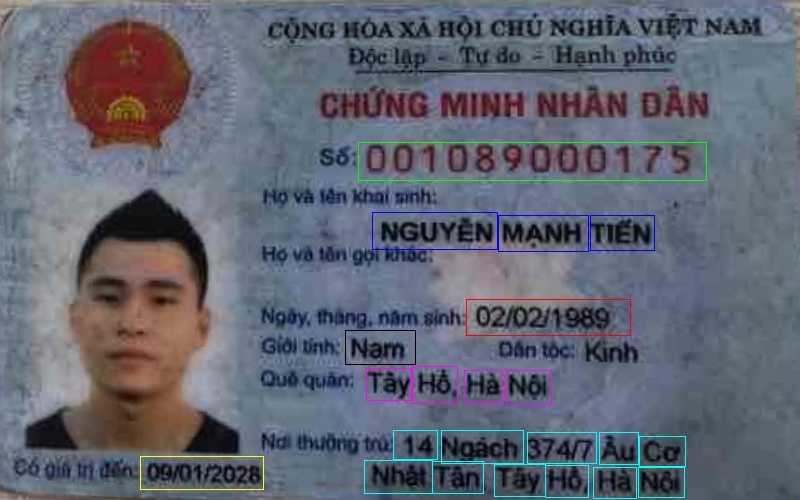 CỘNG HÒA XÃ HỘI CHỦ NGHĨA VIỆT NAM
Độc lập - Tự do - Hạnh phúc
CHỨNG MINH NHÂN DÂN
Số: 001089000175
Họ và tên khai sinh:
NGUYỄN MẠNH TIẾN
Họ và tên gọi khác:
Ngày, tháng, năm sinh: 02/02/1989
Giới tính: Nam Dân tộc: Kinh
Quê quán: Tây Hồ, Hà Nội
Nơi thường trú: 14 Ngách 374/7 Âu Cơ
Nhật Tân Tây Hồ, Hà Nội
Có giá trị đến: 09/01/2028